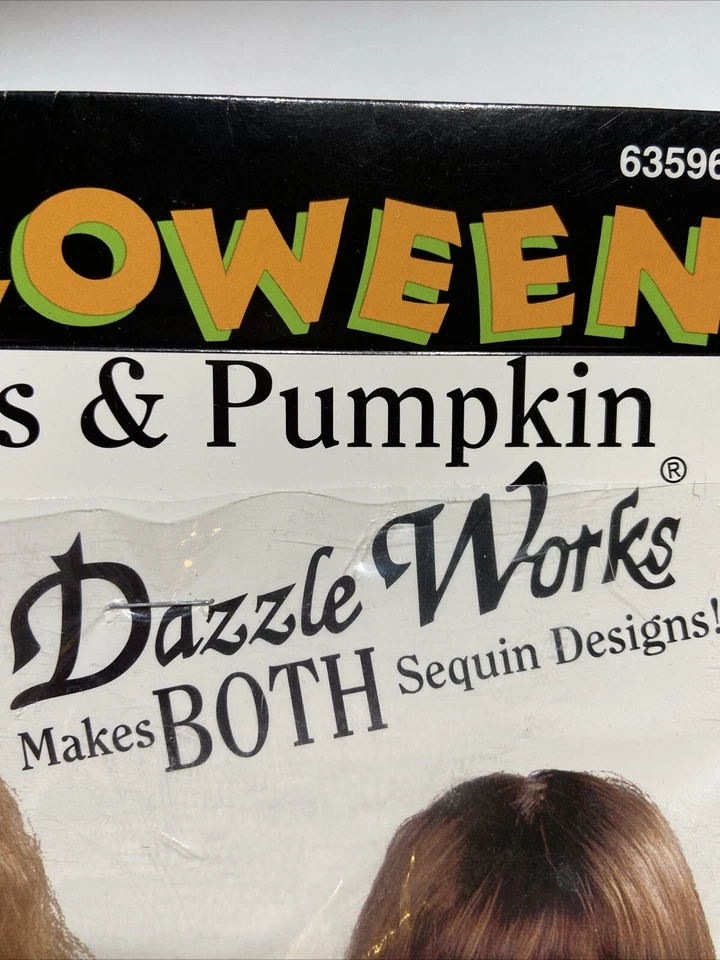 63596
LOWEEN
s & Pumpkin
Dazzle Works®
Makes BOTH Sequin Designs!